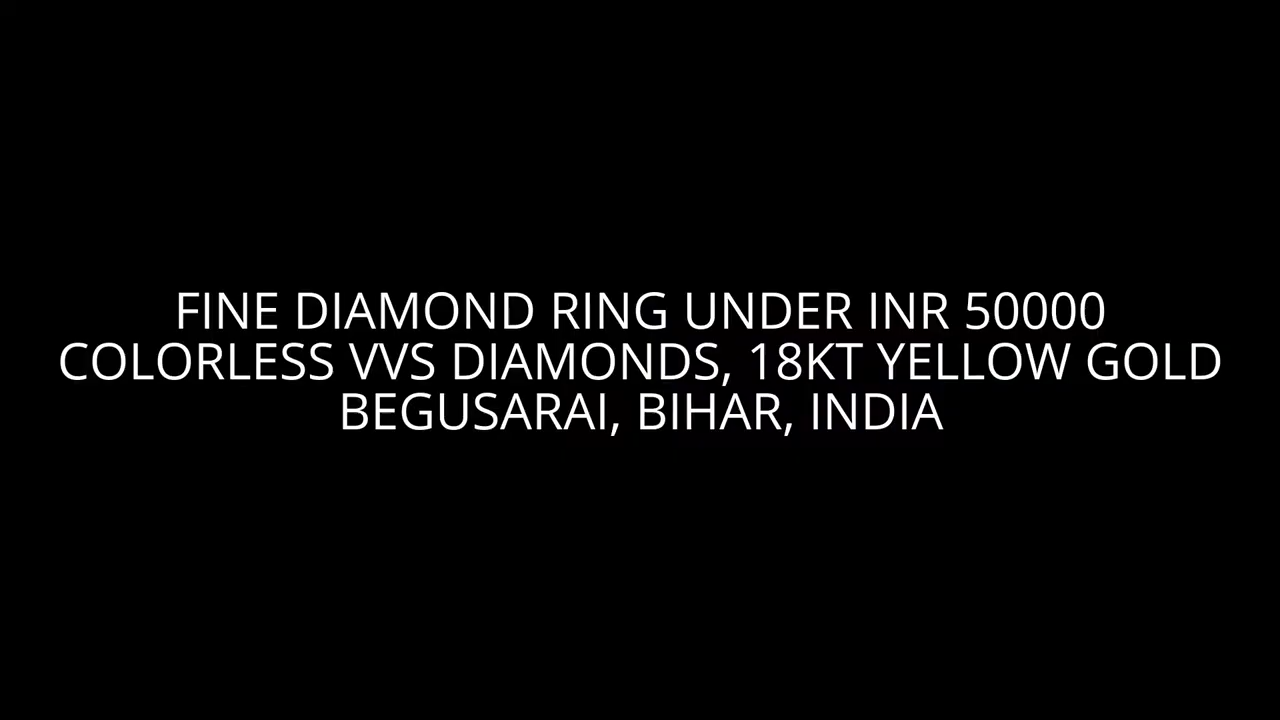 FINE DIAMOND RING UNDER INR 50000
COLORLESS VVS DIAMONDS, 18KT YELLOW GOLD
BEGUSARAI, BIHAR, INDIA